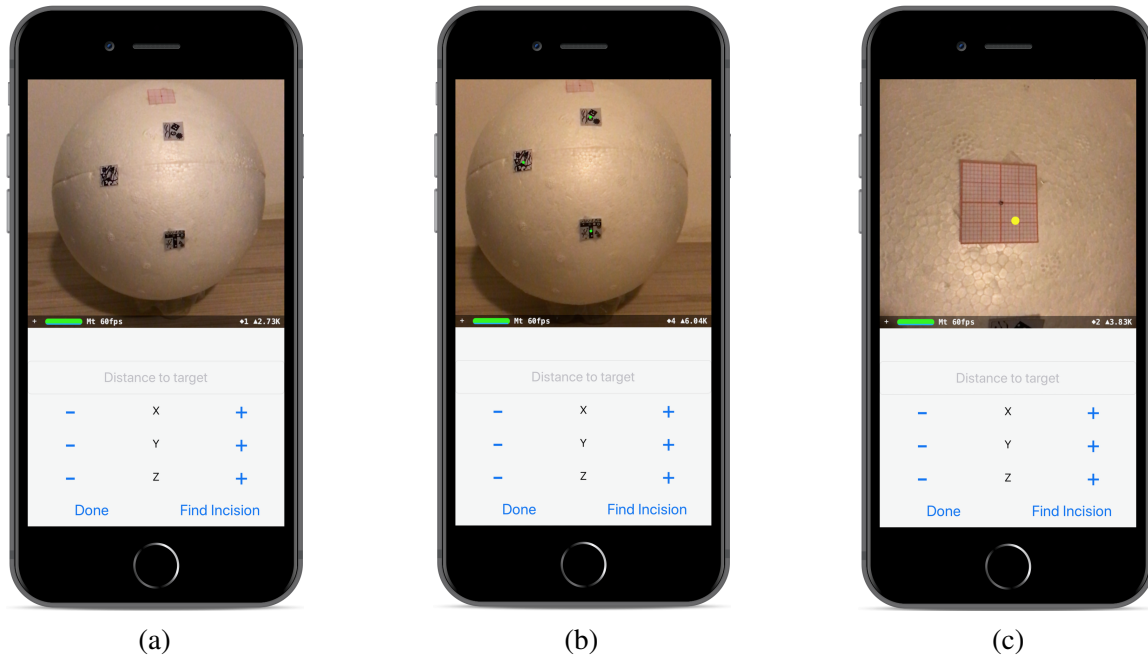 + Mt 60fps ◆1 ▲2.73K
Distance to target
- X +
- Y +
- Z +
Done Find Incision
(a)
+ Mt 60fps ◆4 ▲6.04K
Distance to target
- X +
- Y +
- Z +
Done Find Incision
(b)
+ Mt 60fps ◆2 ▲3.83K
Distance to target
- X +
- Y +
- Z +
Done Find Incision
(c)